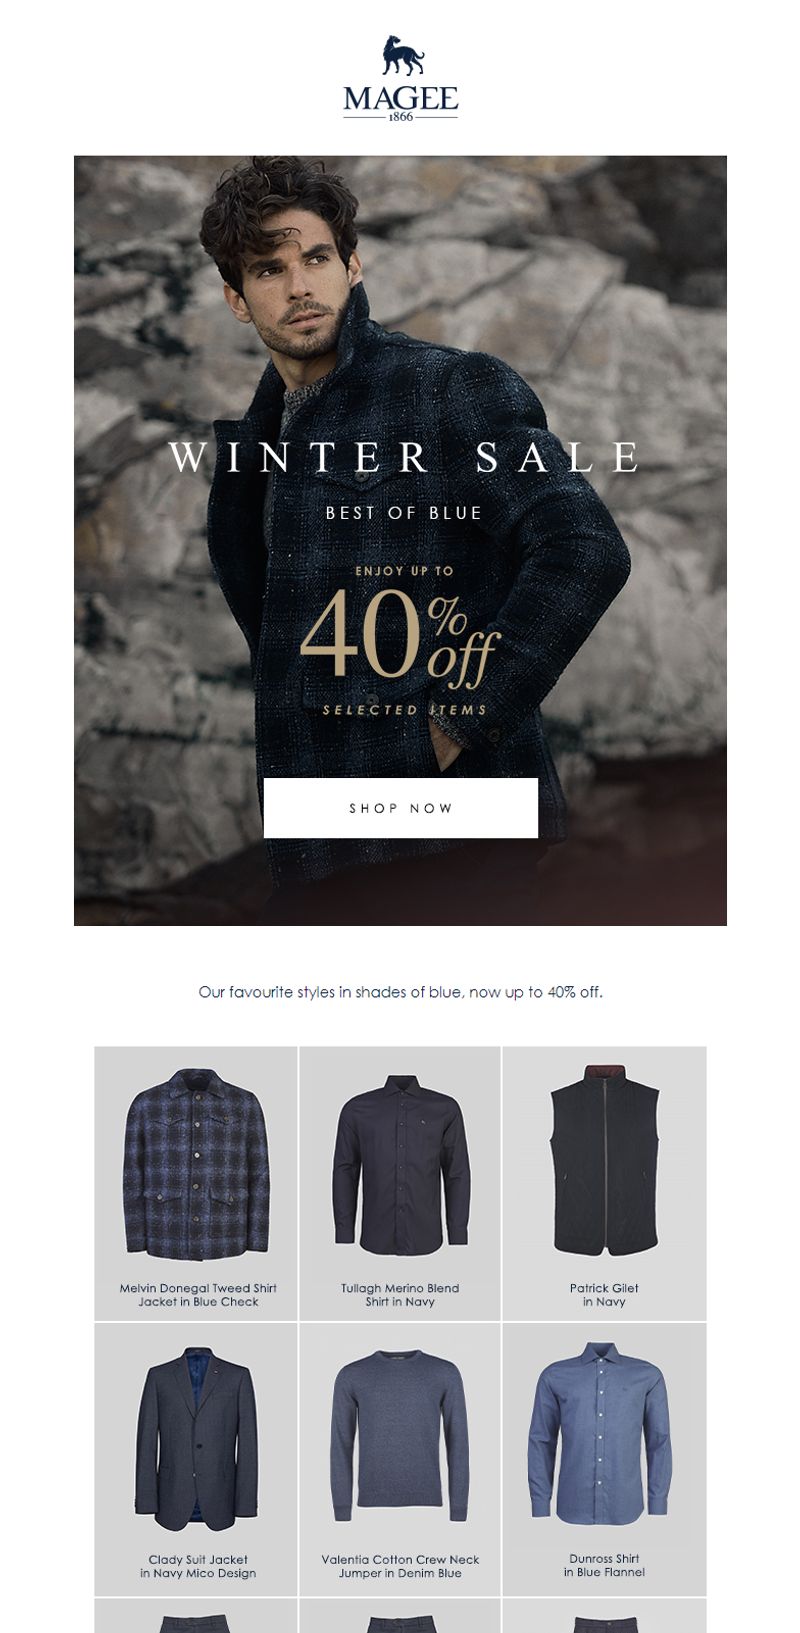 MAGEE
1866
WINTER SALE
BEST OF BLUE
ENJOY UP TO
40% off
SELECTED ITEMS
SHOP NOW
Our favourite styles in shades of blue, now up to 40% off.
Melvin Donegal Tweed Shirt
Jacket in Blue Check
Tullagh Merino Blend
Shirt in Navy
Patrick Gilet
in Navy
Clady Suit Jacket
in Navy Mico Design
Valentia Cotton Crew Neck
Jumper in Denim Blue
Dunross Shirt
in Blue Flannel